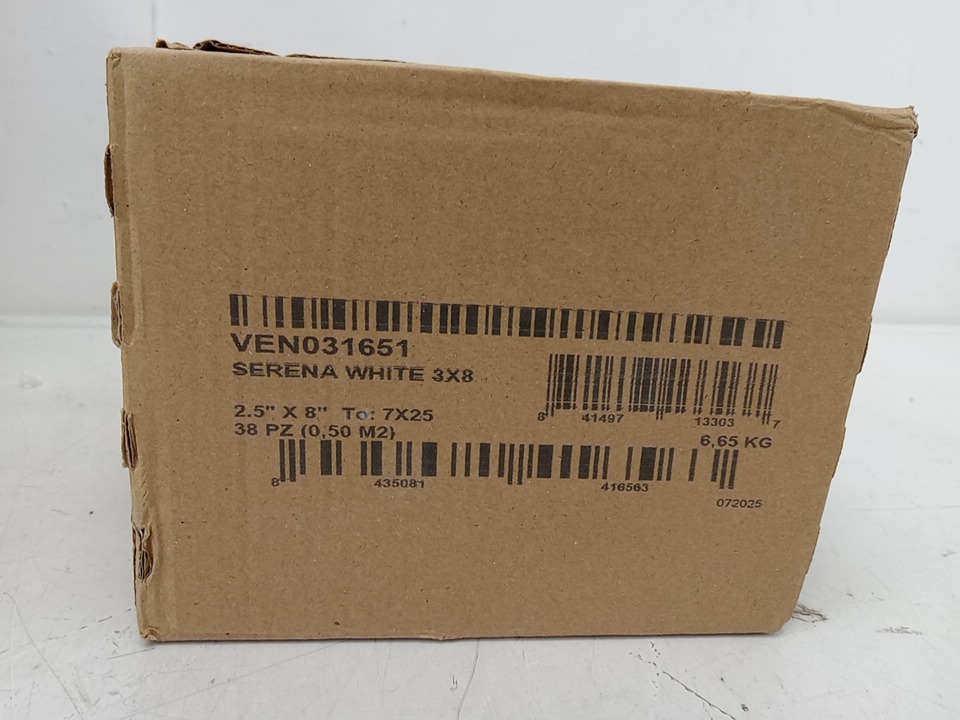 VEN031651
SERENA WHITE 3X8
8 41497 13303 7
2.5" X 8" To: 7X25
38 PZ (0,50 M2)
6,65 KG
8 435081 416563
072025